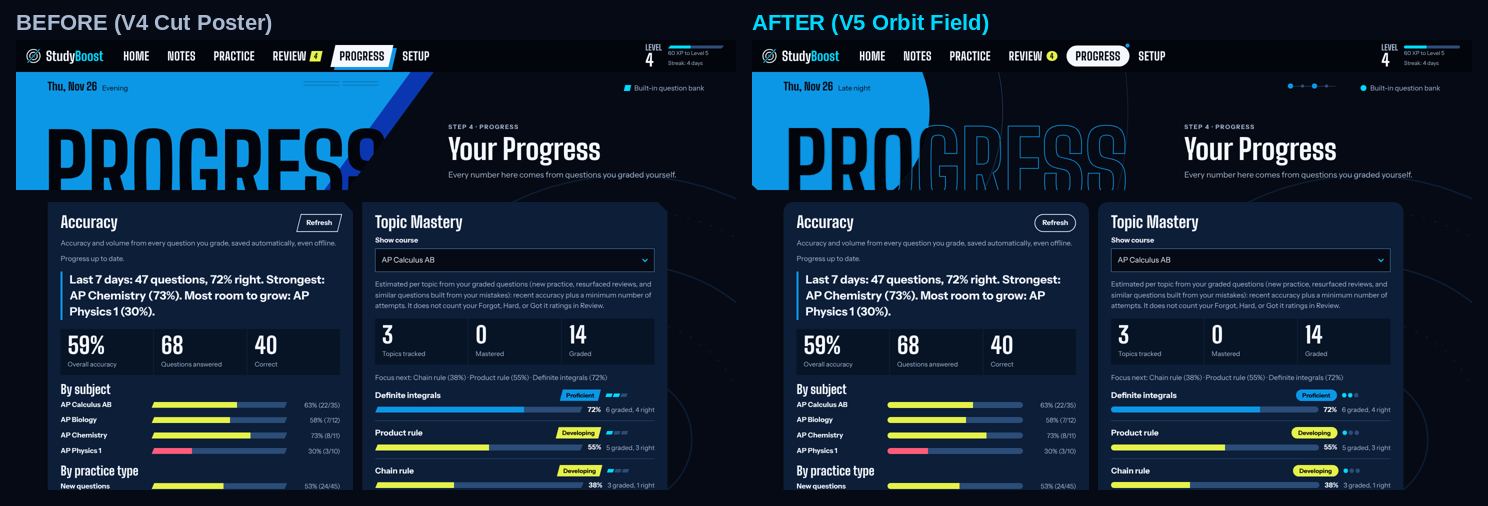 BEFORE (V4 Cut Poster)
StudyBoost HOME NOTES PRACTICE REVIEW 4 PROGRESS SETUP
LEVEL 4 60 XP to Level 5
Streak: 4 days
Thu, Nov 26 Evening
Built-in question bank
PROGRESS
STEP 4 · PROGRESS
Your Progress
Every number here comes from questions you graded yourself.
Accuracy
Refresh
Accuracy and volume from every question you grade, saved automatically, even offline.
Progress up to date.
Last 7 days: 47 questions, 72% right. Strongest:
AP Chemistry (73%). Most room to grow: AP
Physics 1 (30%).
59% 68 40
Overall accuracy Questions answered Correct
By subject
AP Calculus AB 63% (22/35)
AP Biology 58% (7/12)
AP Chemistry 73% (8/11)
AP Physics 1 30% (3/10)
By practice type
New questions 53% (24/45)
Topic Mastery
Show course
AP Calculus AB
Estimated per topic from your graded questions (new practice, resurfaced reviews, and
similar questions built from your mistakes): recent accuracy plus a minimum number of
attempts. It does not count your Forgot, Hard, or Got it ratings in Review.
3 0 14
Topics tracked Mastered Graded
Focus next: Chain rule (38%) · Product rule (55%) · Definite integrals (72%)
Definite integrals Proficient
72% 6 graded, 4 right
Product rule Developing
55% 5 graded, 3 right
Chain rule Developing
38% 3 graded, 1 right
AFTER (V5 Orbit Field)
StudyBoost HOME NOTES PRACTICE REVIEW 4 PROGRESS SETUP
LEVEL 4 60 XP to Level 5
Streak: 4 days
Thu, Nov 26 Late night
Built-in question bank
PROGRESS
STEP 4 · PROGRESS
Your Progress
Every number here comes from questions you graded yourself.
Accuracy
Refresh
Accuracy and volume from every question you grade, saved automatically, even offline.
Progress up to date.
Last 7 days: 47 questions, 72% right. Strongest:
AP Chemistry (73%). Most room to grow: AP
Physics 1 (30%).
59% 68 40
Overall accuracy Questions answered Correct
By subject
AP Calculus AB 63% (22/35)
AP Biology 58% (7/12)
AP Chemistry 73% (8/11)
AP Physics 1 30% (3/10)
By practice type
New questions 53% (24/45)
Topic Mastery
Show course
AP Calculus AB
Estimated per topic from your graded questions (new practice, resurfaced reviews, and
similar questions built from your mistakes): recent accuracy plus a minimum number of
attempts. It does not count your Forgot, Hard, or Got it ratings in Review.
3 0 14
Topics tracked Mastered Graded
Focus next: Chain rule (38%) · Product rule (55%) · Definite integrals (72%)
Definite integrals Proficient
72% 6 graded, 4 right
Product rule Developing
55% 5 graded, 3 right
Chain rule Developing
38% 3 graded, 1 right